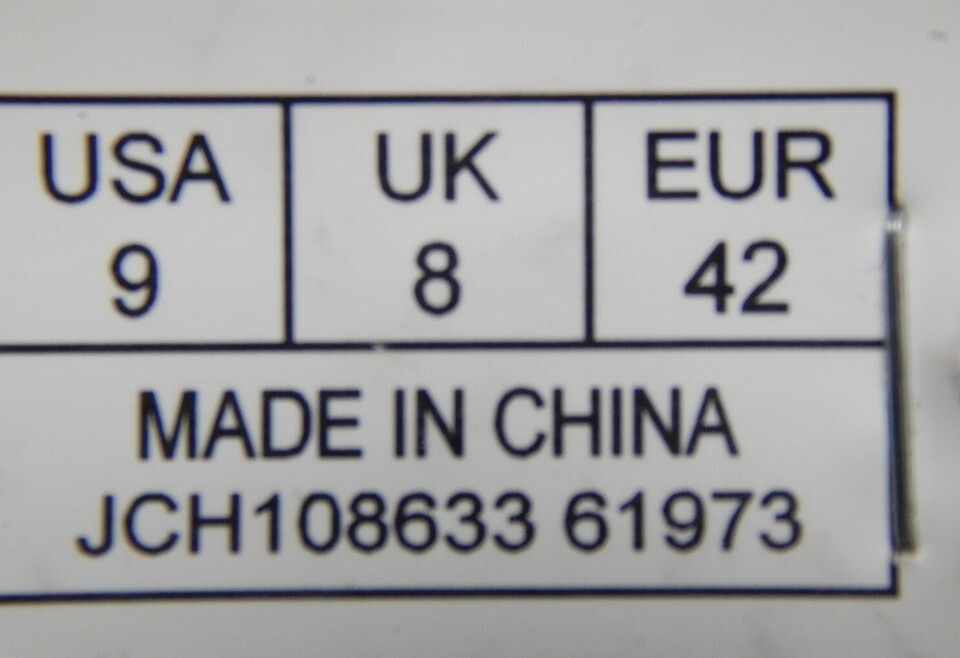 USA UK EUR
9 8 42
MADE IN CHINA
JCH108633 61973